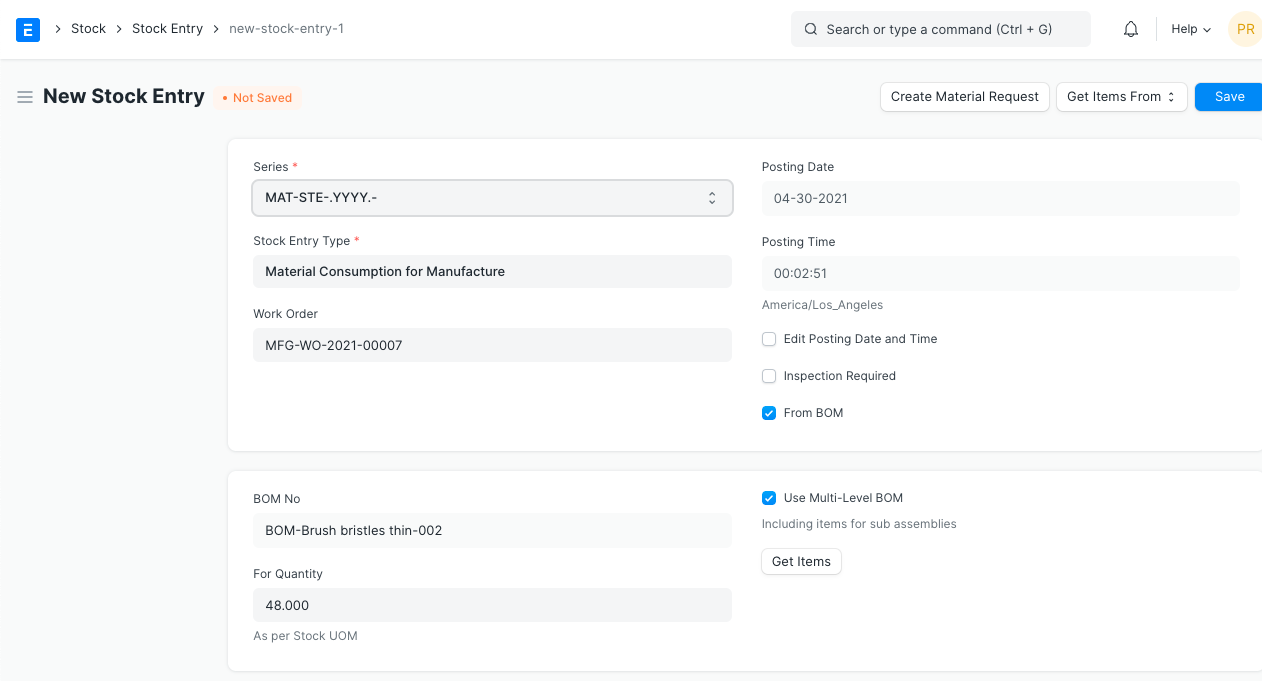 E
Stock
Stock Entry
new-stock-entry-1
Search or type a command (Ctrl + G)
Help
PR
New Stock Entry
• Not Saved
Create Material Request
Get Items From
Save
Series *
MAT-STE-.YYYY.-
Stock Entry Type *
Material Consumption for Manufacture
Work Order
MFG-WO-2021-00007
Posting Date
04-30-2021
Posting Time
00:02:51
America/Los_Angeles
Edit Posting Date and Time
Inspection Required
From BOM
BOM No
BOM-Brush bristles thin-002
For Quantity
48.000
As per Stock UOM
Use Multi-Level BOM
Including items for sub assemblies
Get Items